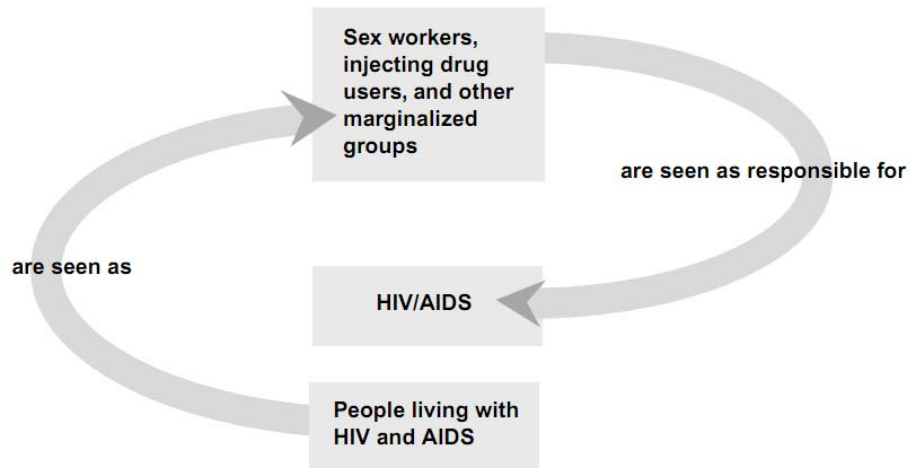 Sex workers,
injecting drug
users, and other
marginalized
groups
are seen as responsible for
are seen as
HIV/AIDS
People living with
HIV and AIDS